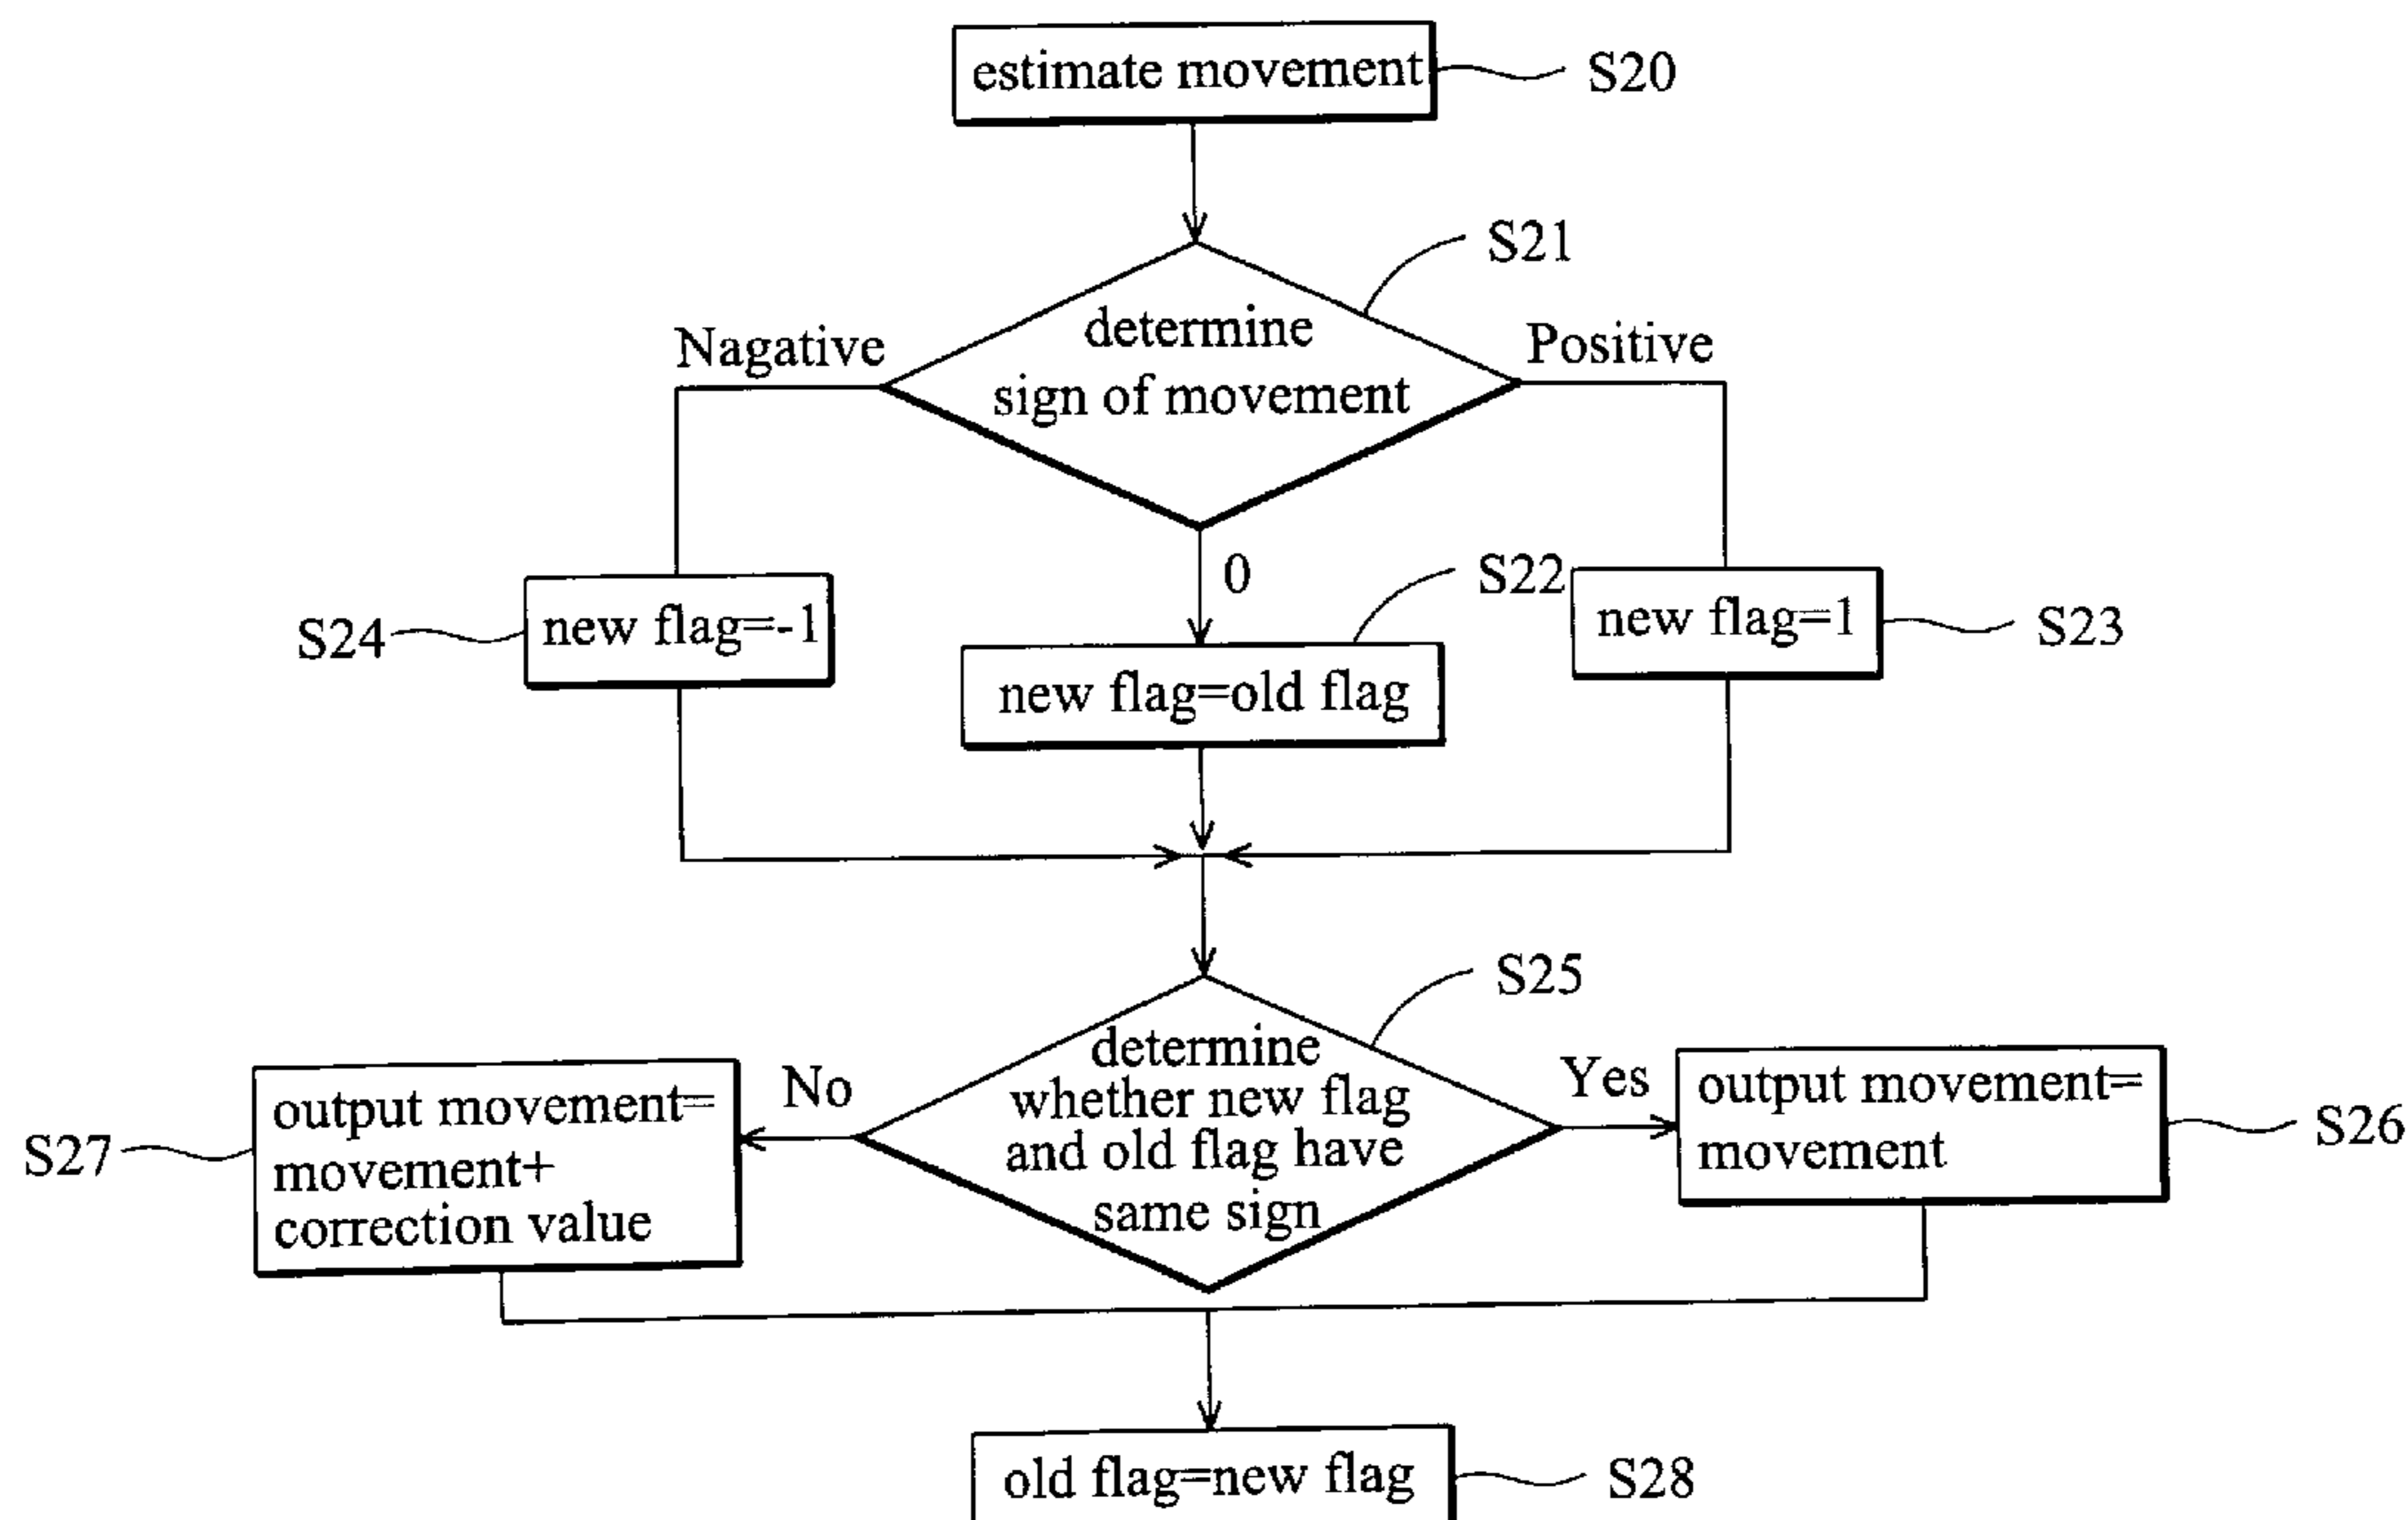 estimate movement
S20
S21
determine
sign of movement
Nagative
Positive
0
S22
S24
new flag=-1
new flag=old flag
new flag=1
S23
S25
determine
whether new flag
and old flag have
same sign
No
Yes
S27
output movement=
movement+
correction value
output movement=
movement
S26
old flag=new flag
S28